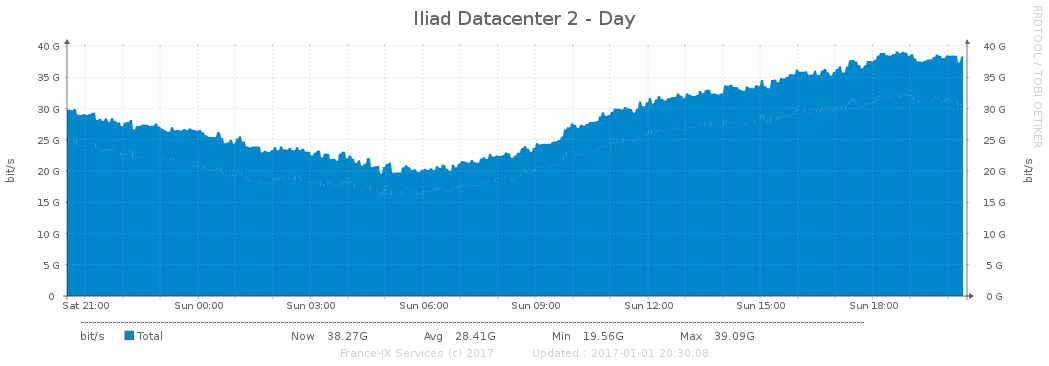 Iliad Datacenter 2 - Day
RRDTOOL / TOBI OETIKER
bit/s
40 G 40 G
35 G 35 G
30 G 30 G
25 G 25 G
20 G 20 G
15 G 15 G
10 G 10 G
5 G 5 G
0 0 G
bit/s
Sat 21:00 Sun 00:00 Sun 03:00 Sun 06:00 Sun 09:00 Sun 12:00 Sun 15:00 Sun 18:00
bit/s Total Now 38.27G Avg 28.41G Min 19.56G Max 39.09G
France-IX Services (c) 2017 Updated : 2017-01-01 20:30:08